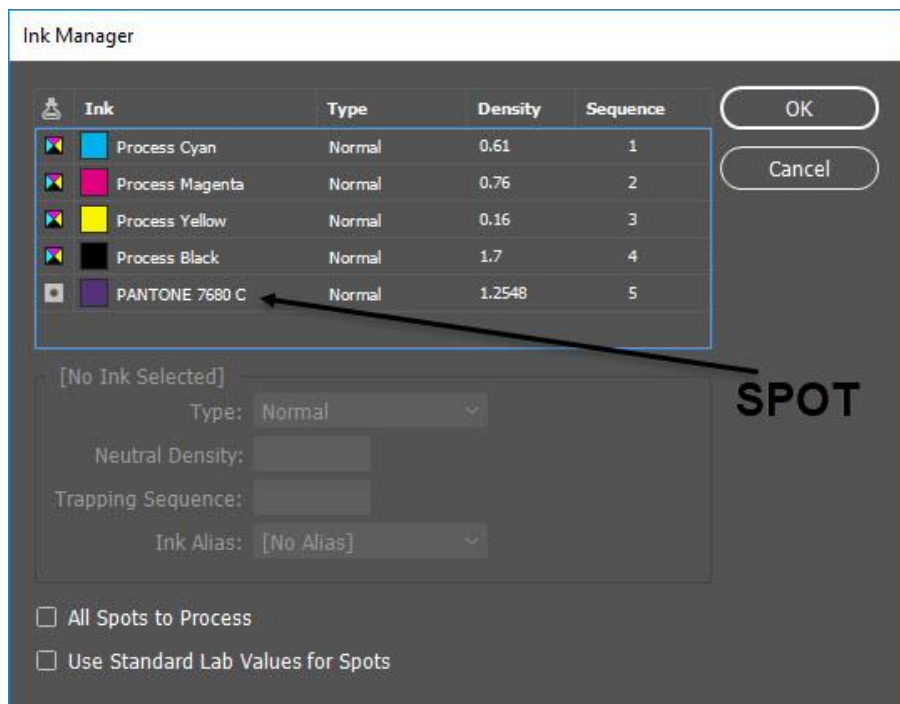 Ink Manager
Ink Type Density Sequence
Process Cyan Normal 0.61 1
Process Magenta Normal 0.76 2
Process Yellow Normal 0.16 3
Process Black Normal 1.7 4
PANTONE 7680 C Normal 1.2548 5
OK
Cancel
SPOT
[No Ink Selected]
Type: Normal
Neutral Density:
Trapping Sequence:
Ink Alias: [No Alias]
All Spots to Process
Use Standard Lab Values for Spots